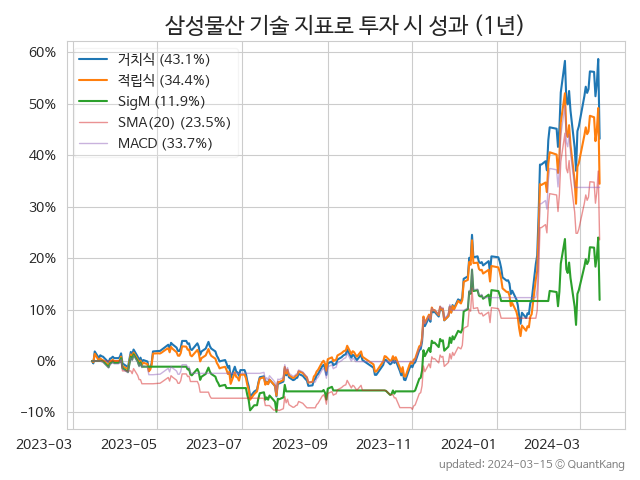 삼성물산 기술 지표로 투자 시 성과 (1년)
60%
50%
40%
30%
20%
10%
0%
−10%
거치식 (43.1%)
적립식 (34.4%)
SigM (11.9%)
SMA(20) (23.5%)
MACD (33.7%)
2023-03 2023-05 2023-07 2023-09 2023-11 2024-01 2024-03
updated: 2024-03-15 © QuantKang